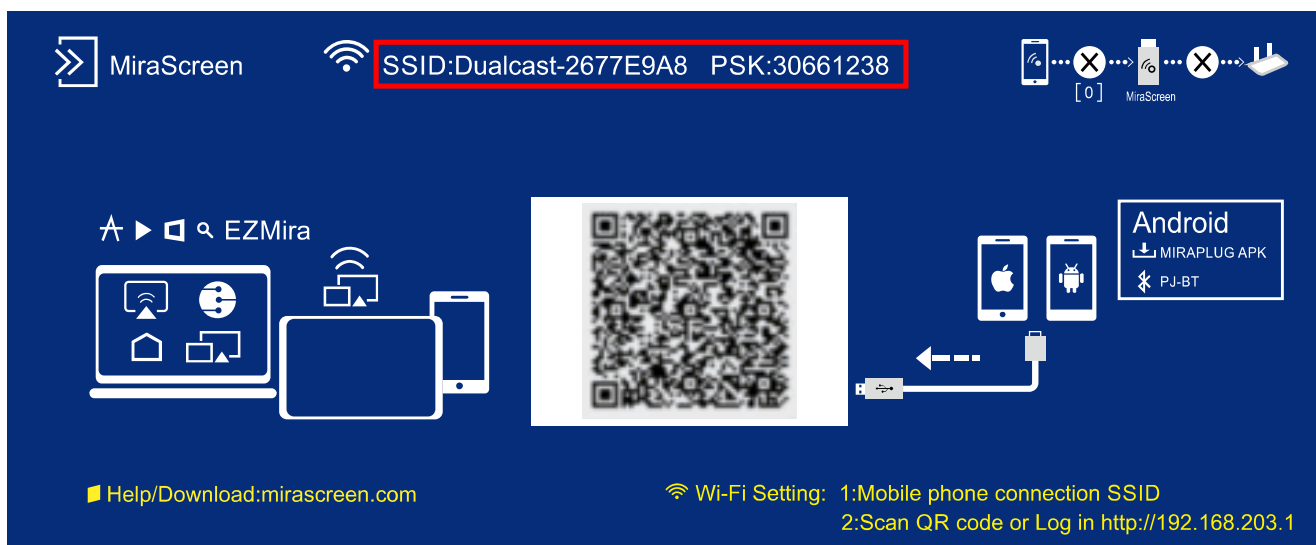 MiraScreen
SSID:Dualcast-2677E9A8 PSK:30661238
[0]
MiraScreen
EZMira
Android
MIRAPLUG APK
PJ-BT
Help/Download:mirascreen.com
Wi-Fi Setting: 1:Mobile phone connection SSID
2:Scan QR code or Log in http://192.168.203.1